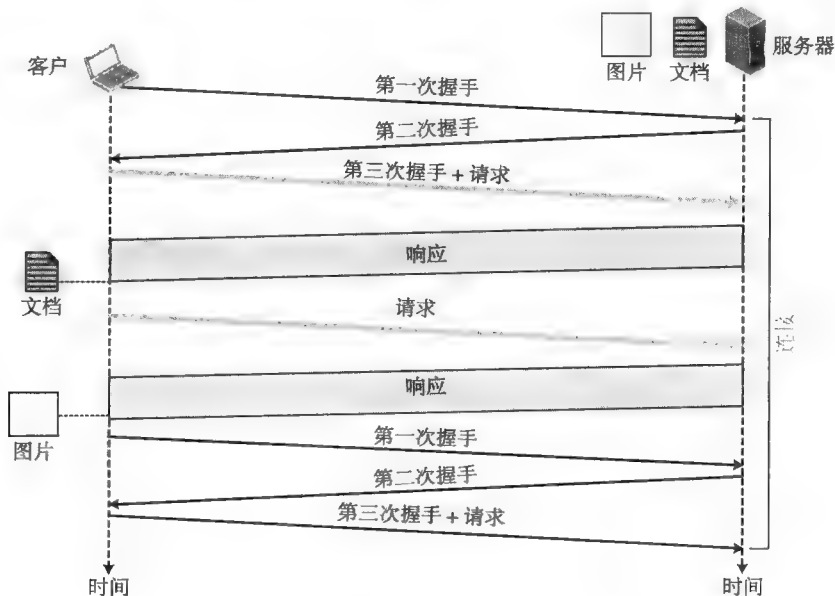 客户
图片
文档
服务器
第一次握手
第二次握手
第三次握手+请求
响应
文档
请求
连接
响应
图片
第一次握手
第二次握手
第三次握手+请求
时间
时间